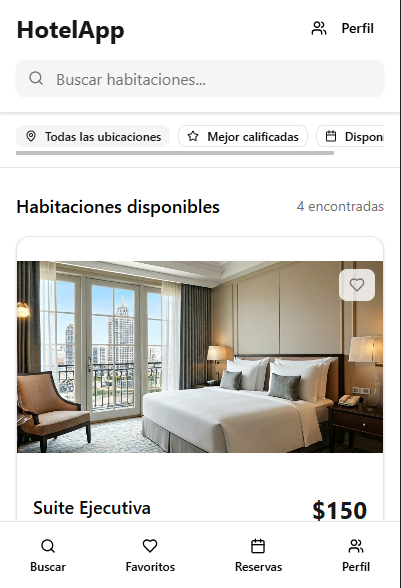 HotelApp
Perfil
Buscar habitaciones...
Todas las ubicaciones
Mejor calificadas
Dispon
Habitaciones disponibles
4 encontradas
Suite Ejecutiva
$150
Buscar
Favoritos
Reservas
Perfil